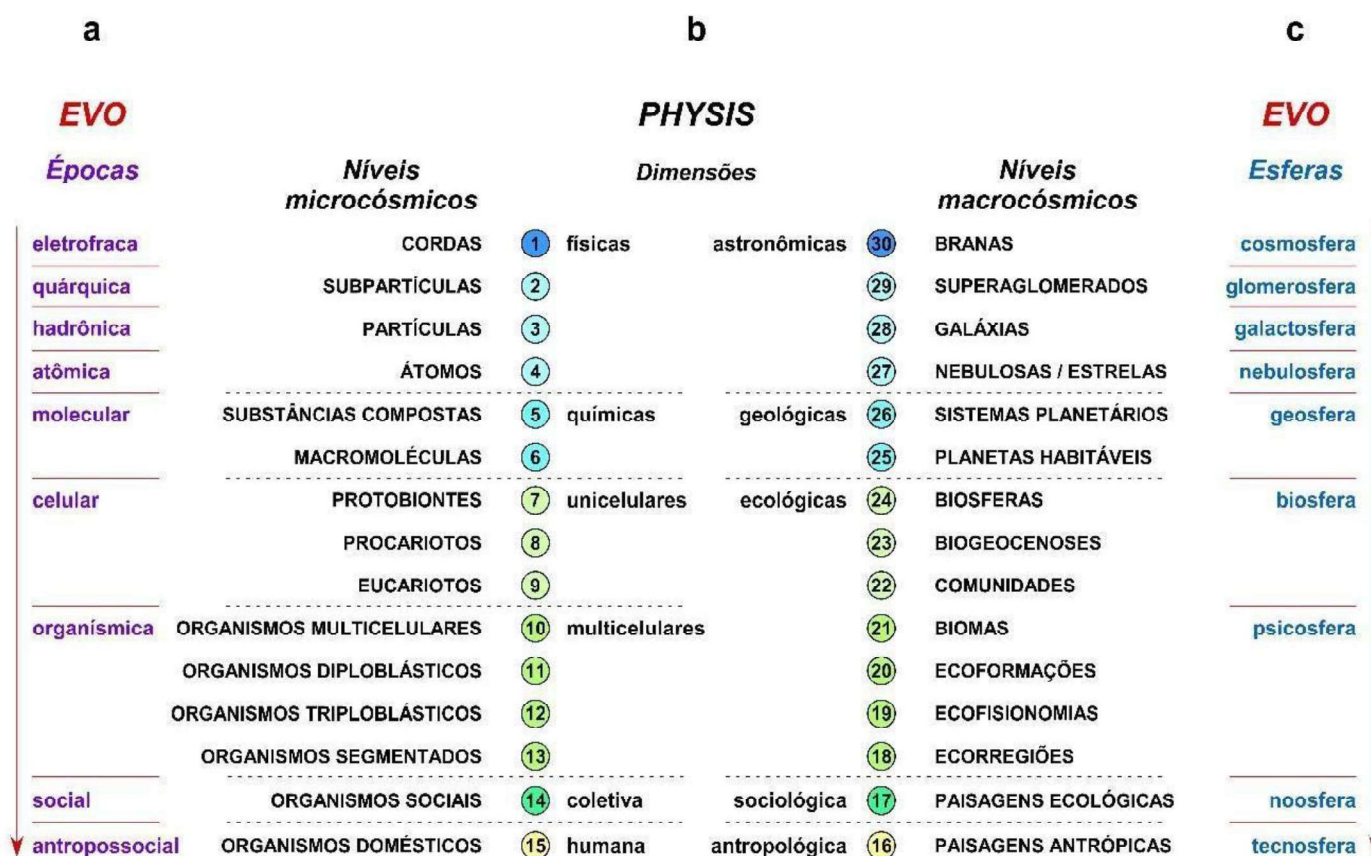 a b c
EVO PHYSIS EVO
Épocas Níveis microcósmicos Dimensões Níveis macrocósmicos Esferas
eletrofraca CORDAS 1 físicas astronômicas 30 BRANAS cosmosfera
quárquica SUBPARTÍCULAS 2 29 SUPERAGLOMERADOS glomerosfera
hadrônica PARTÍCULAS 3 28 GALÁXIAS galactosfera
atômica ÁTOMOS 4 27 NEBULOSAS / ESTRELAS nebulosfera
molecular SUBSTÂNCIAS COMPOSTAS 5 químicas geológicas 26 SISTEMAS PLANETÁRIOS geosfera
MACROMOLÉCULAS 6 25 PLANETAS HABITÁVEIS
celular PROTOBIONTES 7 unicelulares ecológicas 24 BIOSFERAS biosfera
PROCARIOTOS 8 23 BIOGEOCENOSES
EUCARIOTOS 9 22 COMUNIDADES
organísmica ORGANISMOS MULTICELULARES 10 multicelulares 21 BIOMAS psicosfera
ORGANISMOS DIPLOBLÁSTICOS 11 20 ECOFORMAÇÕES
ORGANISMOS TRIPLOBLÁSTICOS 12 19 ECOFISIONOMIAS
ORGANISMOS SEGMENTADOS 13 18 ECORREGIÕES
social ORGANISMOS SOCIAIS 14 coletiva sociológica 17 PAISAGENS ECOLÓGICAS noosfera
antropossocial ORGANISMOS DOMÉSTICOS 15 humana antropológica 16 PAISAGENS ANTRÓPICAS tecnosfera